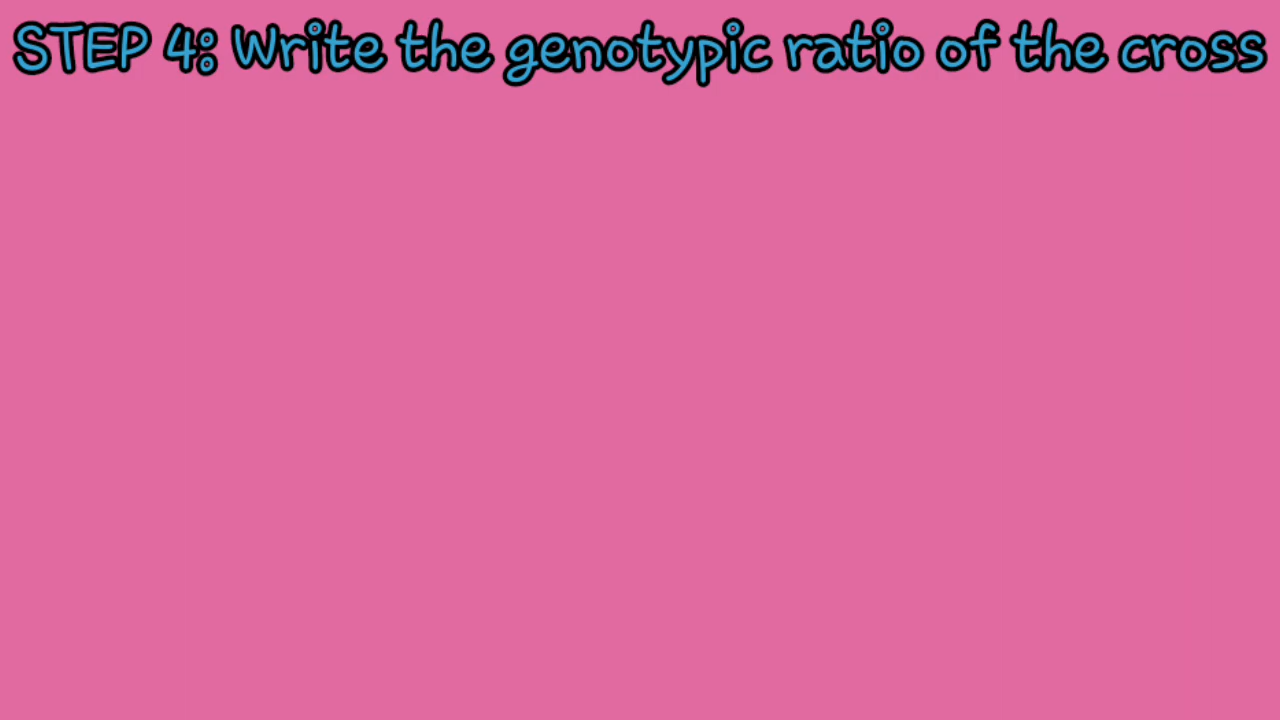 STEP 4: Write the genotypic ratio of the cross